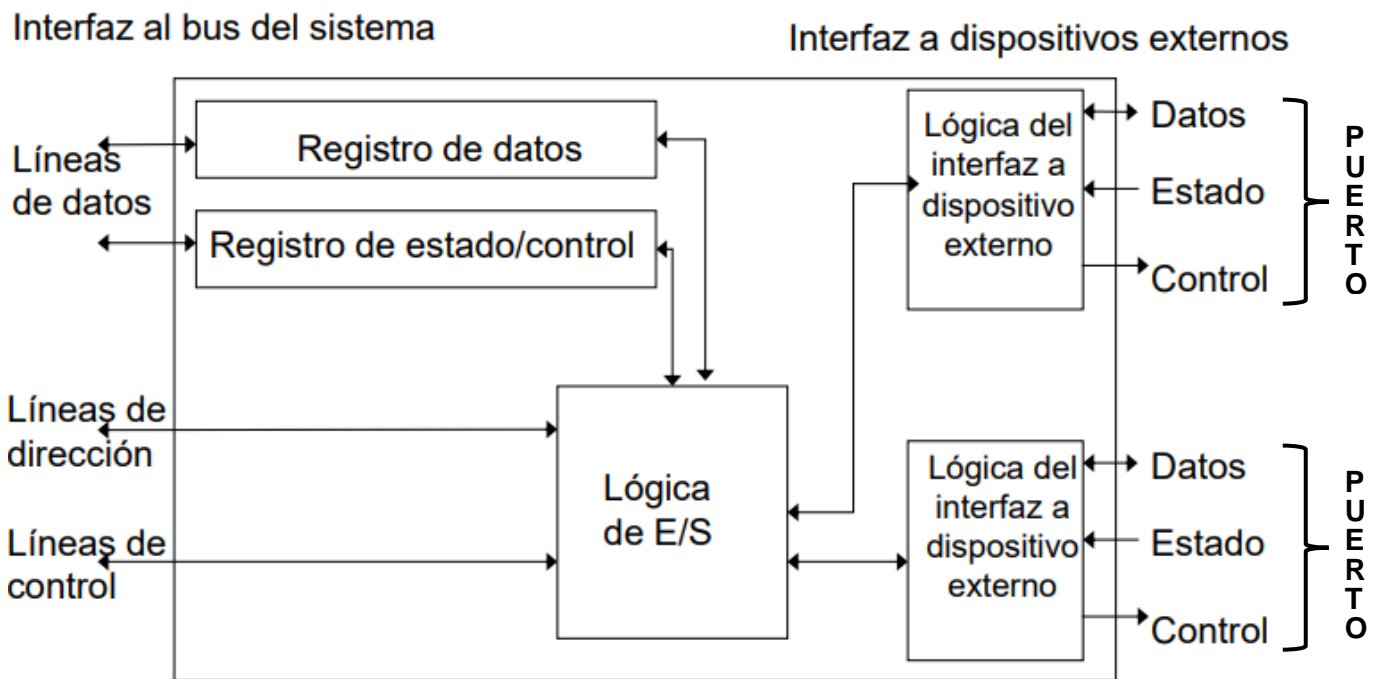 Interfaz al bus del sistema
Interfaz a dispositivos externos
Líneas
de datos
Registro de datos
Registro de estado/control
Lógica del
interfaz a
dispositivo
externo
Datos
Estado
Control
PUERTO
Líneas de
dirección
Líneas de
control
Lógica
de E/S
Lógica del
interfaz a
dispositivo
externo
Datos
Estado
Control
PUERTO